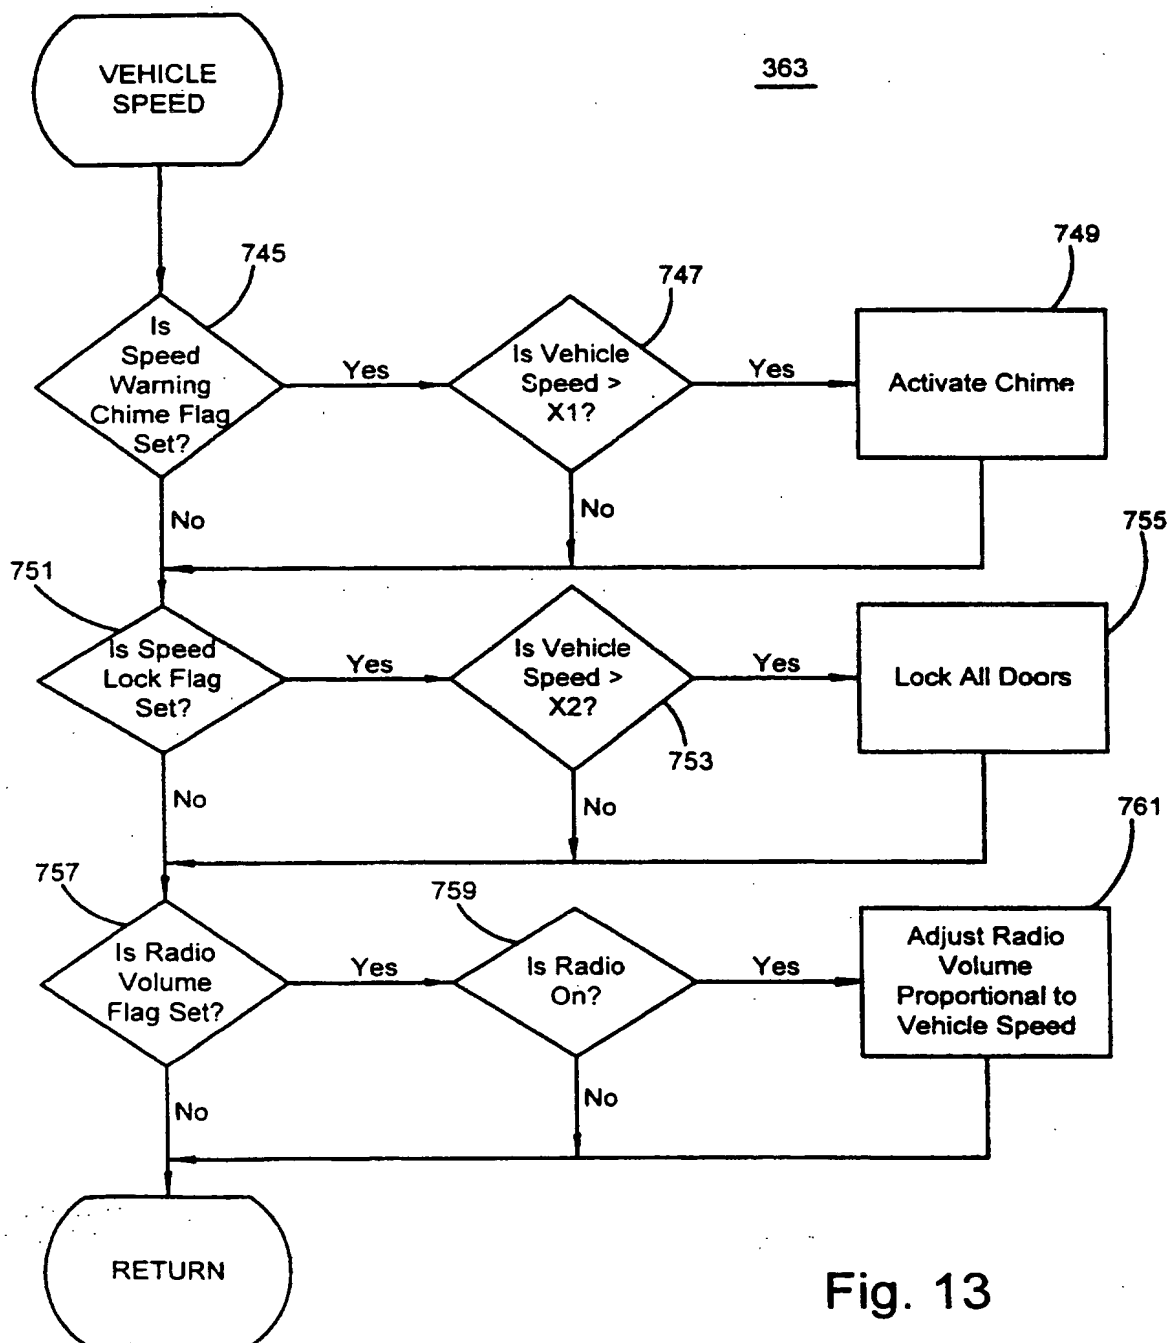 VEHICLE
SPEED
363
745
747
749
Is
Speed
Warning
Chime Flag
Set?
Yes
Is Vehicle
Speed >
X1?
Yes
Activate Chime
No
No
751
755
Is Speed
Lock Flag
Set?
Yes
Is Vehicle
Speed >
X2?
Yes
Lock All Doors
753
No
No
757
759
761
Is Radio
Volume
Flag Set?
Yes
Is Radio
On?
Yes
Adjust Radio
Volume
Proportional to
Vehicle Speed
No
No
RETURN
Fig. 13